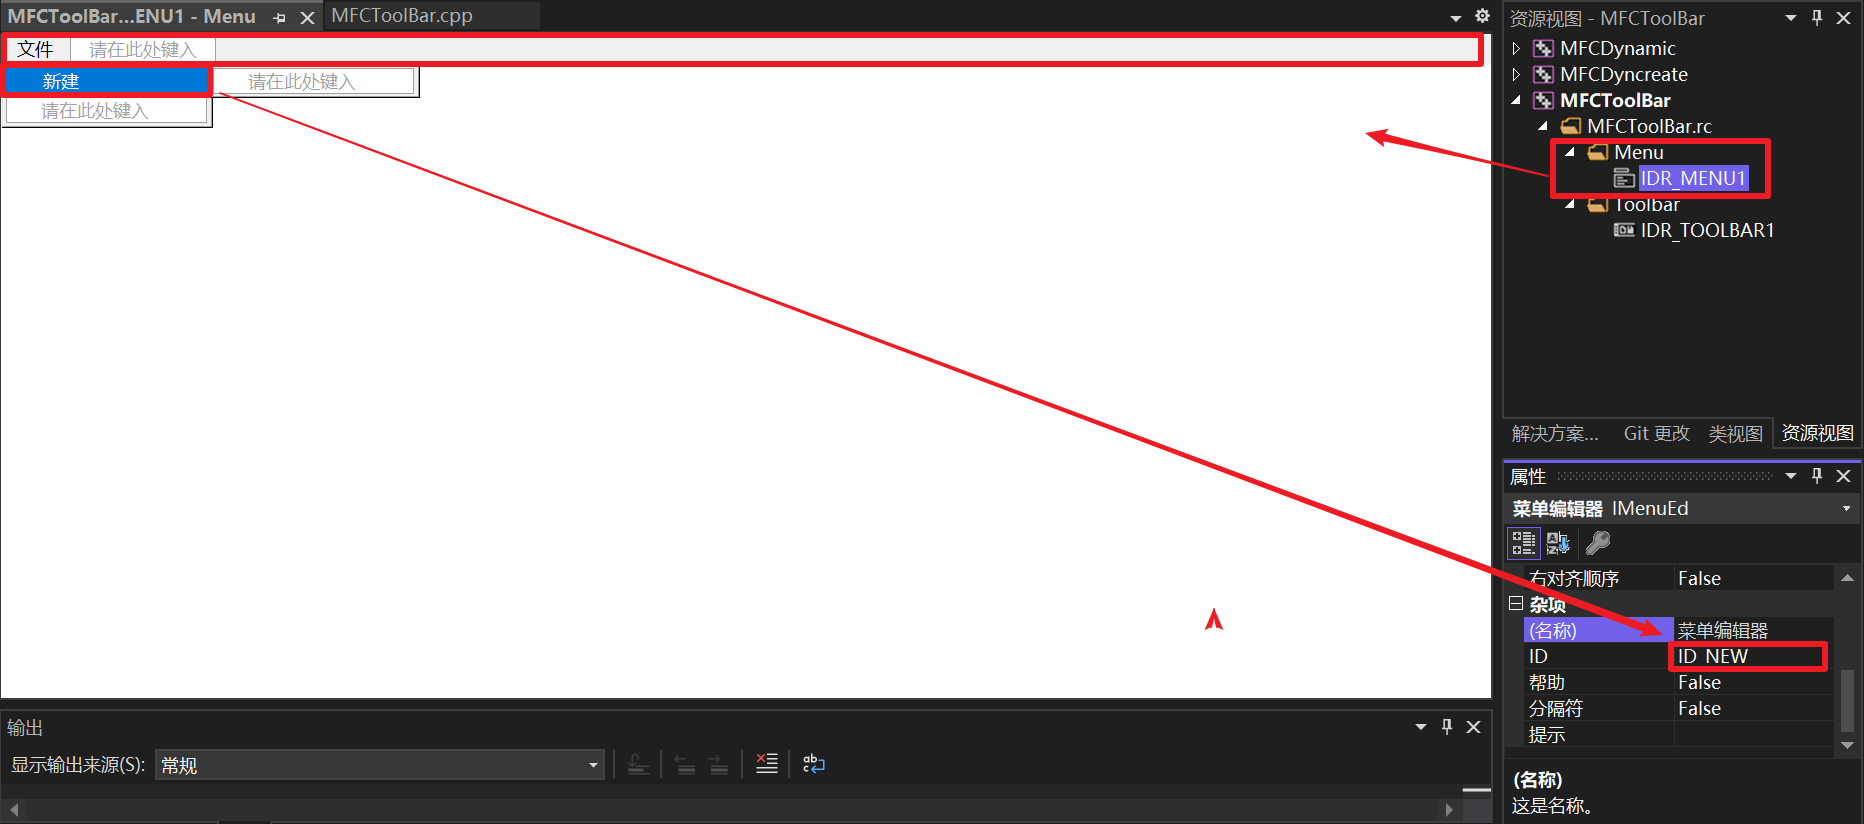 MFCToolBar...ENU1 - Menu
MFCToolBar.cpp
文件
请在此处键入
新建
请在此处键入
请在此处键入
资源视图 - MFCToolBar
MFCDynamic
MFCDyncreate
MFCToolBar
MFCToolBar.rc
Menu
IDR_MENU1
Toolbar
IDR_TOOLBAR1
解决方案...
Git 更改
类视图
资源视图
属性
菜单编辑器 IMenuEd
右对齐顺序 False
杂项
(名称) 菜单编辑器
ID ID_NEW
帮助 False
分隔符 False
提示
(名称)
这是名称。
输出
显示输出来源(S): 常规